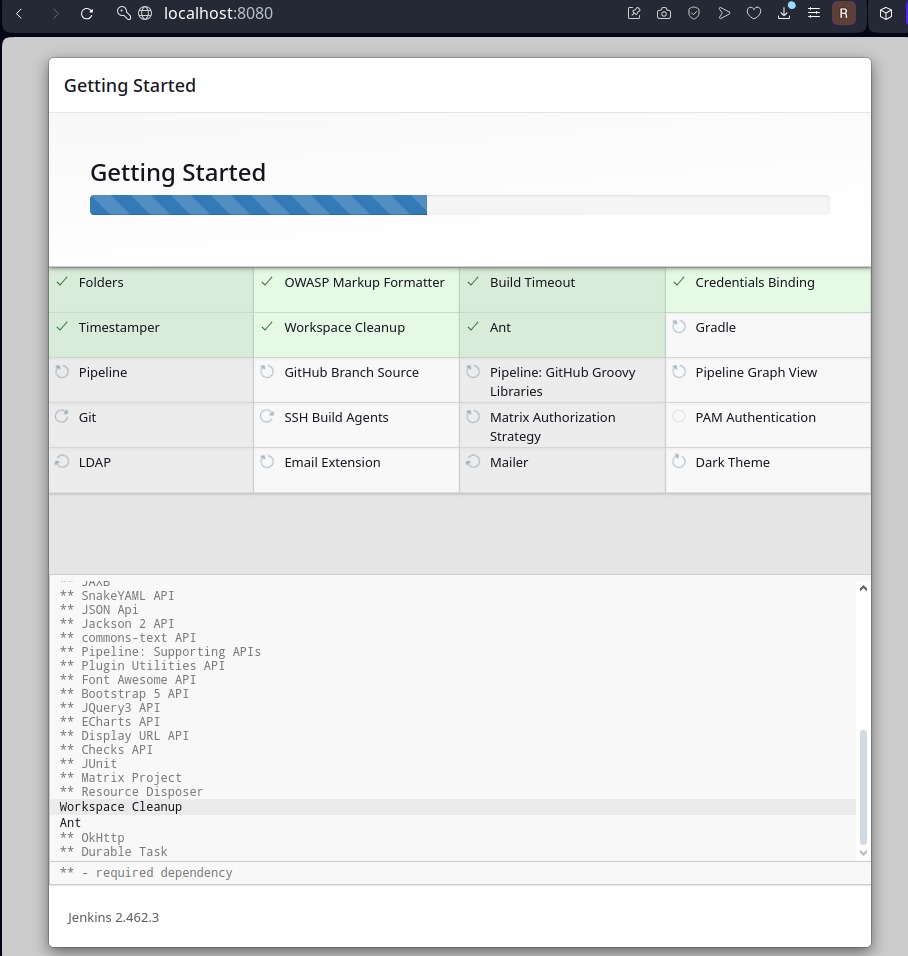 localhost:8080
R
Getting Started
Getting Started
Folders
OWASP Markup Formatter
Build Timeout
Credentials Binding
Timestamper
Workspace Cleanup
Ant
Gradle
Pipeline
GitHub Branch Source
Pipeline: GitHub Groovy
Libraries
Pipeline Graph View
Git
SSH Build Agents
Matrix Authorization
Strategy
PAM Authentication
LDAP
Email Extension
Mailer
Dark Theme
** JAXB
** SnakeYAML API
** JSON Api
** Jackson 2 API
** commons-text API
** Pipeline: Supporting APIs
** Plugin Utilities API
** Font Awesome API
** Bootstrap 5 API
** JQuery3 API
** ECharts API
** Display URL API
** Checks API
** JUnit
** Matrix Project
** Resource Disposer
Workspace Cleanup
Ant
** OkHttp
** Durable Task
** - required dependency
Jenkins 2.462.3